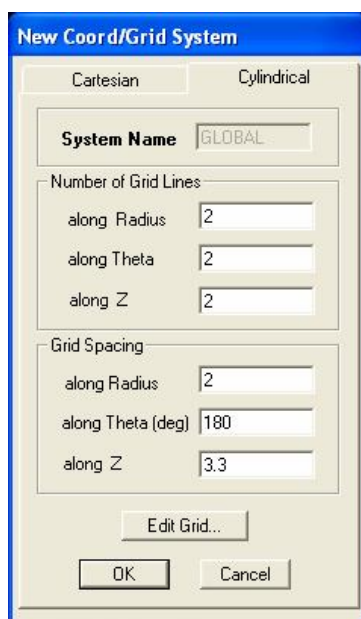 New Coord/Grid System
Cartesian Cylindrical
System Name GLOBAL
Number of Grid Lines
along Radius 2
along Theta 2
along Z 2
Grid Spacing
along Radius 2
along Theta (deg) 180
along Z 3.3
Edit Grid...
OK Cancel